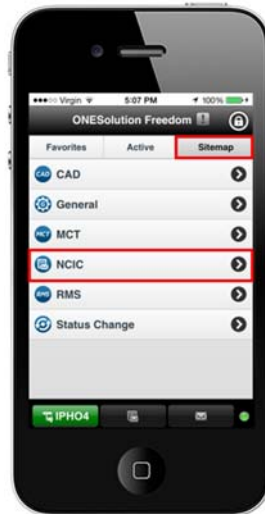 Virgin 5:07 PM 100%
ONESolution Freedom
Favorites Active Sitemap
CAD CAD
General
MCT MCT
NCIC
RMS RMS
Status Change
IPHO4